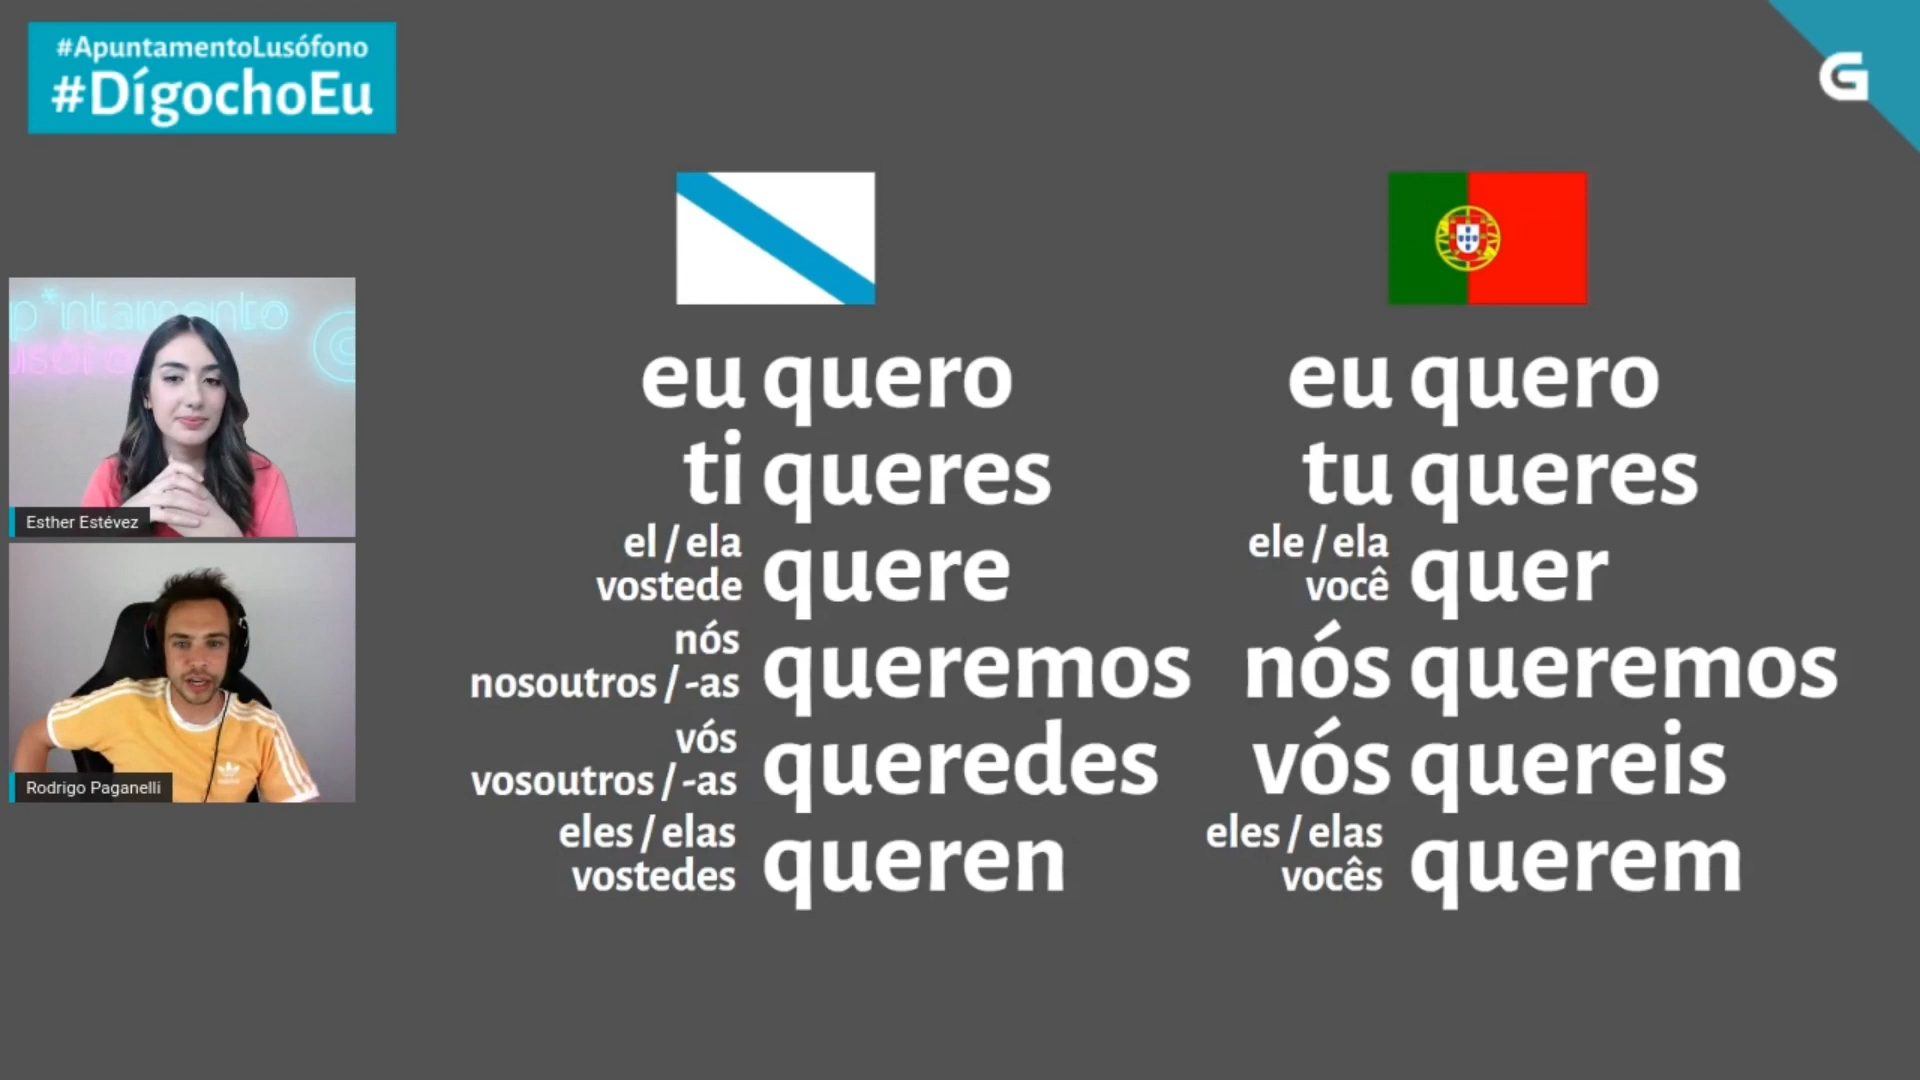 #ApuntamentoLusófono
#DígochoEu
G
Esther Estévez
Rodrigo Paganelli
eu quero
ti queres
el / ela
vostede
quere
nós
nosoutros / -as
queremos
vós
vosoutros / -as
queredes
eles / elas
vostedes
queren
eu quero
tu queres
ele / ela
você
quer
nós queremos
vós quereis
eles / elas
vocês
querem